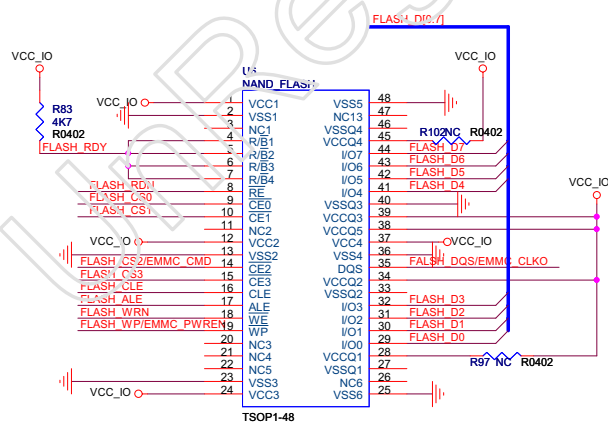 FLASH_D[0:7]
VCC_IO
VCC_IO
U6
NAND_FLASH
R83
4K7
R0402
VCC_IO
FLASH_RDY
1 VCC1 VSS5 48
2 VSS1 NC13 47
3 NC1 VSSQ4 46
4 R/B1 VCCQ4 45 R102 NC R0402
5 R/B2 I/O7 44 FLASH_D7
6 R/B3 I/O6 43 FLASH_D6
7 R/B4 I/O5 42 FLASH_D5
FLASH_RDN 8 RE I/O4 41 FLASH_D4
VCC_IO
FLASH_CS0 9 CE0 VSSQ3 40
FLASH_CS1 10 CE1 VCCQ3 39
11 NC2 VCCQ5 38
VCC_IO 12 VCC2 VCC4 37 VCC_IO
13 VSS2 VSS4 36
FLASH_CS2/EMMC_CMD 14 CE2 DQS 35 FALSH_DQS/EMMC_CLKO
FLASH_CS3 15 CE3 VCCQ2 34
FLASH_CLE 16 CLE VSSQ2 33
FLASH_ALE 17 ALE I/O3 32 FLASH_D3
FLASH_WRN 18 WE I/O2 31 FLASH_D2
FLASH_WP/EMMC_PWREN 19 WP I/O1 30 FLASH_D1
20 NC3 I/O0 29 FLASH_D0
21 NC4 VCCQ1 28
22 NC5 VSSQ1 27 R97 NC R0402
23 VSS3 NC6 26
VCC_IO 24 VCC3 VSS6 25
TSOP1-48